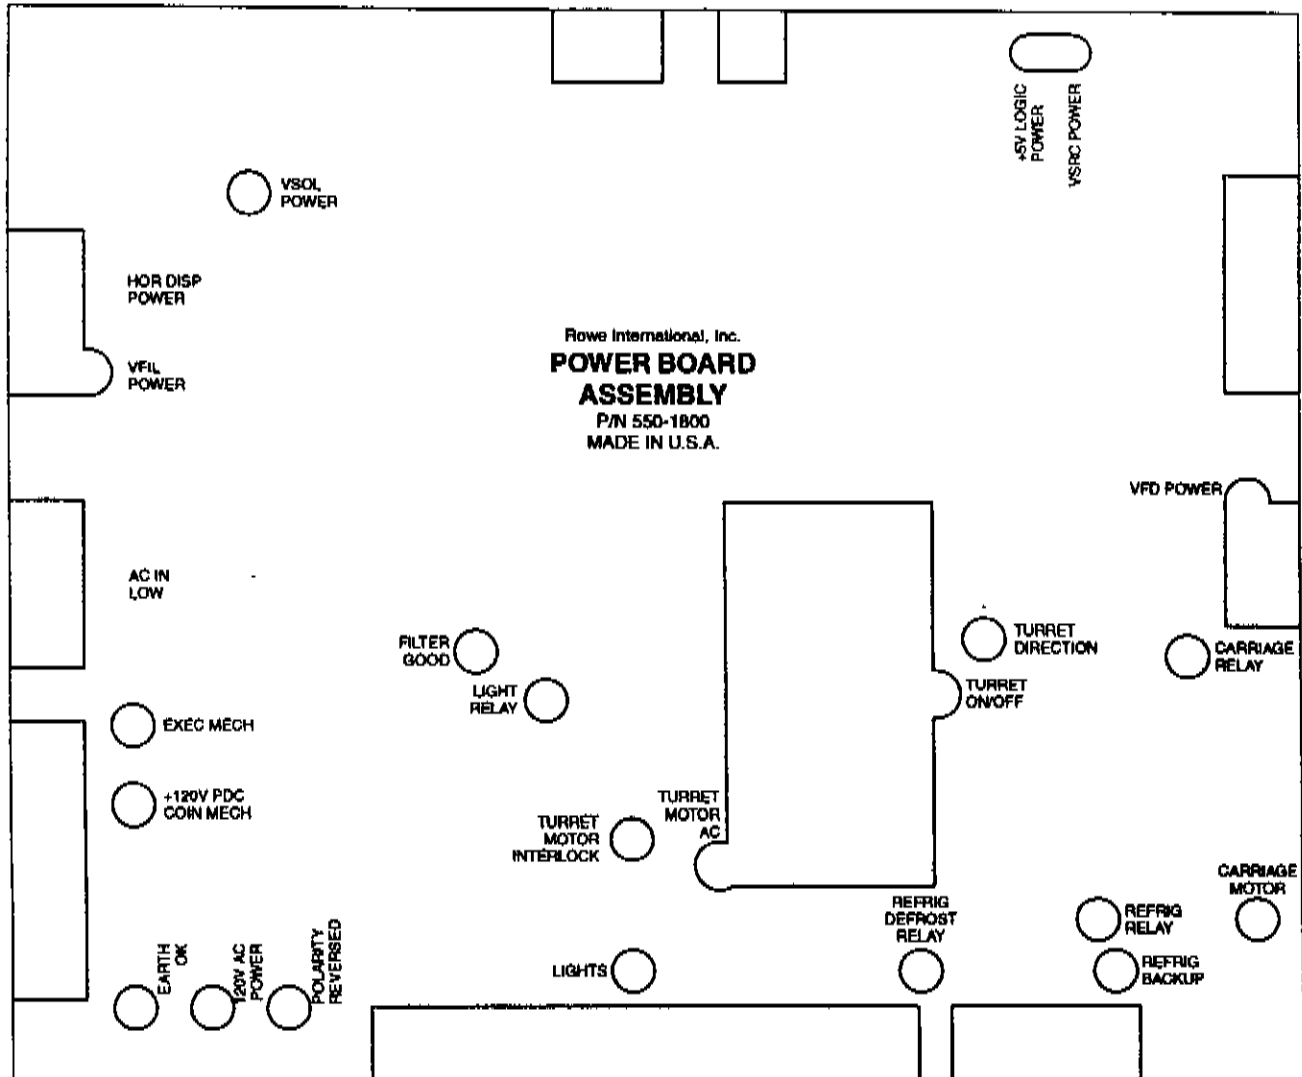 +5V LOGIC
POWER
VSRC POWER
VSOL
POWER
HOR DISP
POWER
VFIL
POWER
Rowe International, Inc.
POWER BOARD
ASSEMBLY
P/N 550-1800
MADE IN U.S.A.
VFD POWER
AC IN
LOW
FILTER
GOOD
LIGHT
RELAY
TURRET
DIRECTION
TURRET
ON/OFF
CARRIAGE
RELAY
EXEC MECH
+120V PDC
COIN MECH
TURRET
MOTOR
INTERLOCK
TURRET
MOTOR
AC
CARRIAGE
MOTOR
REFRIG
DEFROST
RELAY
REFRIG
RELAY
REFRIG
BACKUP
LIGHTS
EARTH
OK
120V AC
POWER
POLARITY
REVERSED